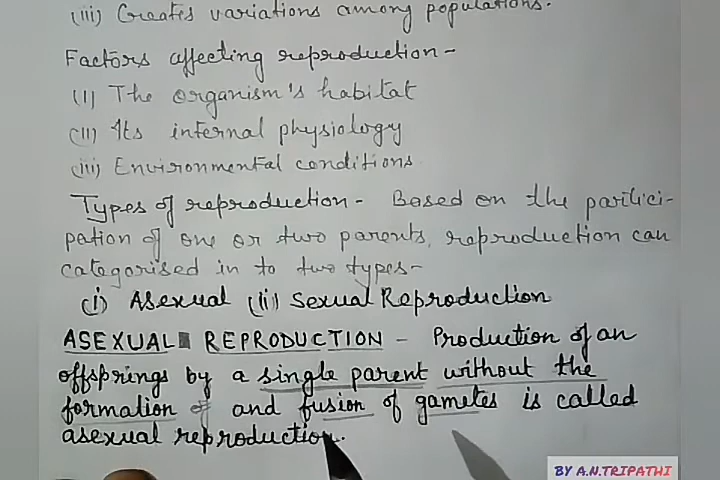 (iii) Creates variations among populations.
Factors affecting reproduction-
(I) The organism's habitat
(II) Its internal physiology
(iii) Environmental conditions
Types of reproduction- Based on the partici-
pation of one or two parents, reproduction can
categorised in to two types-
(i) Asexual (ii) Sexual Reproduction
ASEXUAL REPRODUCTION - Production of an
offsprings by a single parent without the
formation of and fusion of gametes is called
asexual reproduction.
BY A.N.TRIPATHI